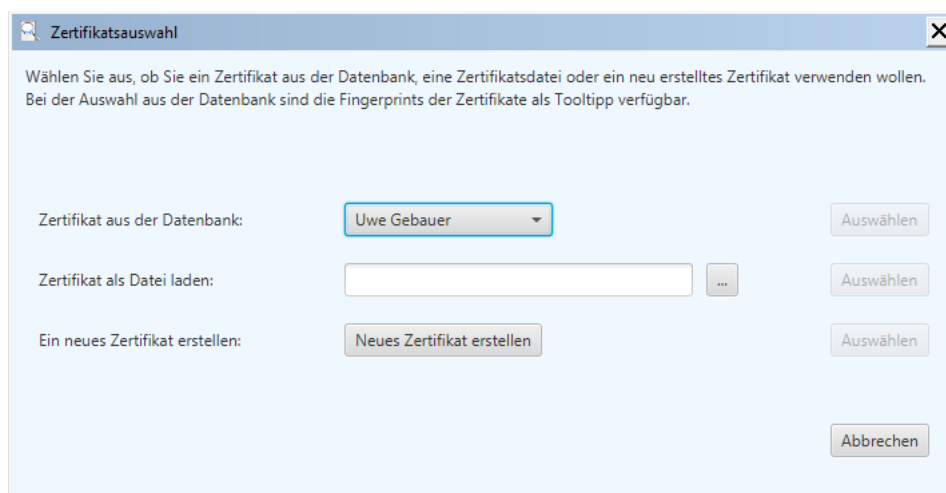 Zertifikatsauswahl
Wählen Sie aus, ob Sie ein Zertifikat aus der Datenbank, eine Zertifikatsdatei oder ein neu erstelltes Zertifikat verwenden wollen.
Bei der Auswahl aus der Datenbank sind die Fingerprints der Zertifikate als Tooltipp verfügbar.
Zertifikat aus der Datenbank: Uwe Gebauer Auswählen
Zertifikat als Datei laden: ... Auswählen
Ein neues Zertifikat erstellen: Neues Zertifikat erstellen Auswählen
Abbrechen